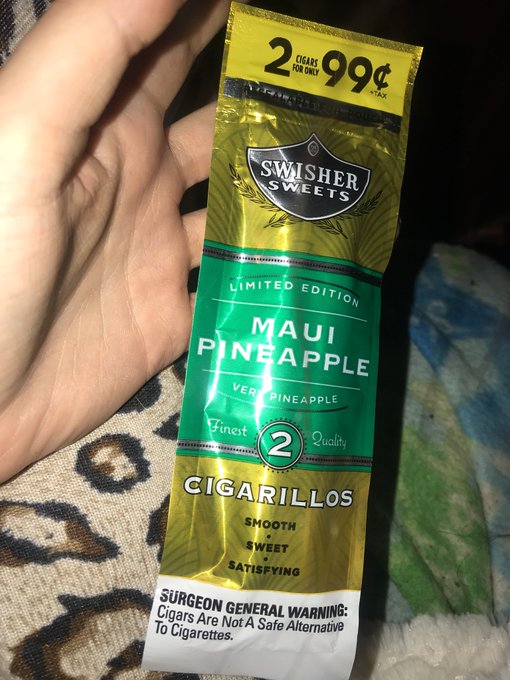 2 CIGARS FOR ONLY 99¢
+TAX
SWISHER
SWEETS
LIMITED EDITION
MAUI
PINEAPPLE
VERY PINEAPPLE
Finest 2 Quality
CIGARILLOS
SMOOTH
SWEET
SATISFYING
SURGEON GENERAL WARNING:
Cigars Are Not A Safe Alternative
To Cigarettes.